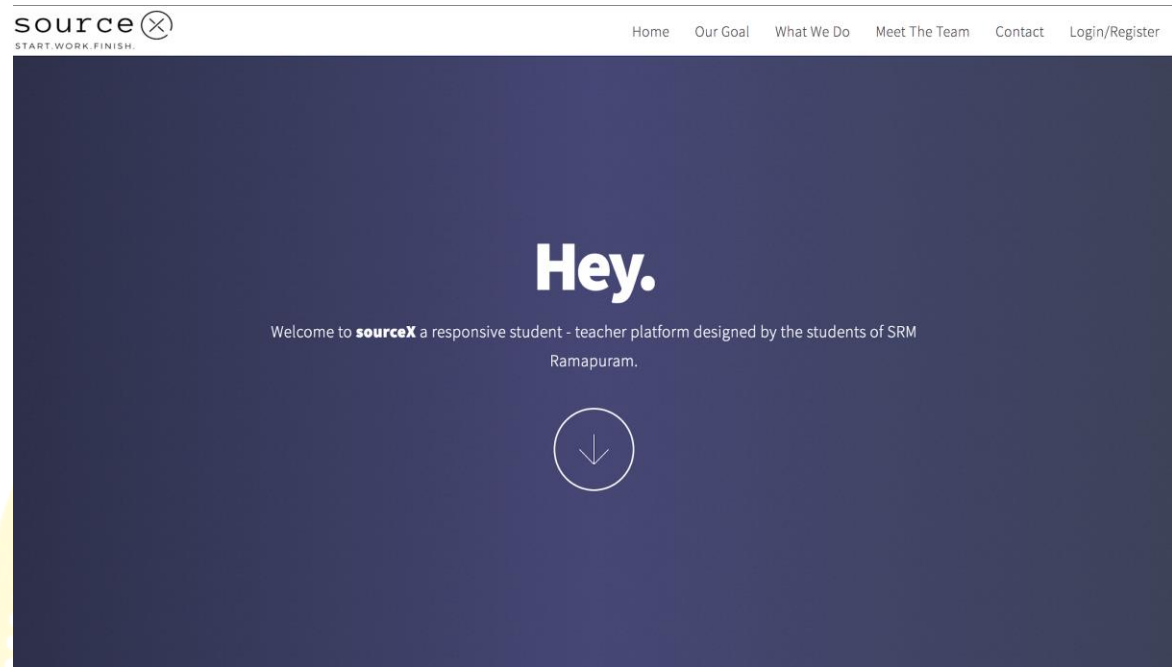 source X
START.WORK.FINISH.
Home Our Goal What We Do Meet The Team Contact Login/Register
Hey.
Welcome to sourceX a responsive student - teacher platform designed by the students of SRM
Ramapuram.